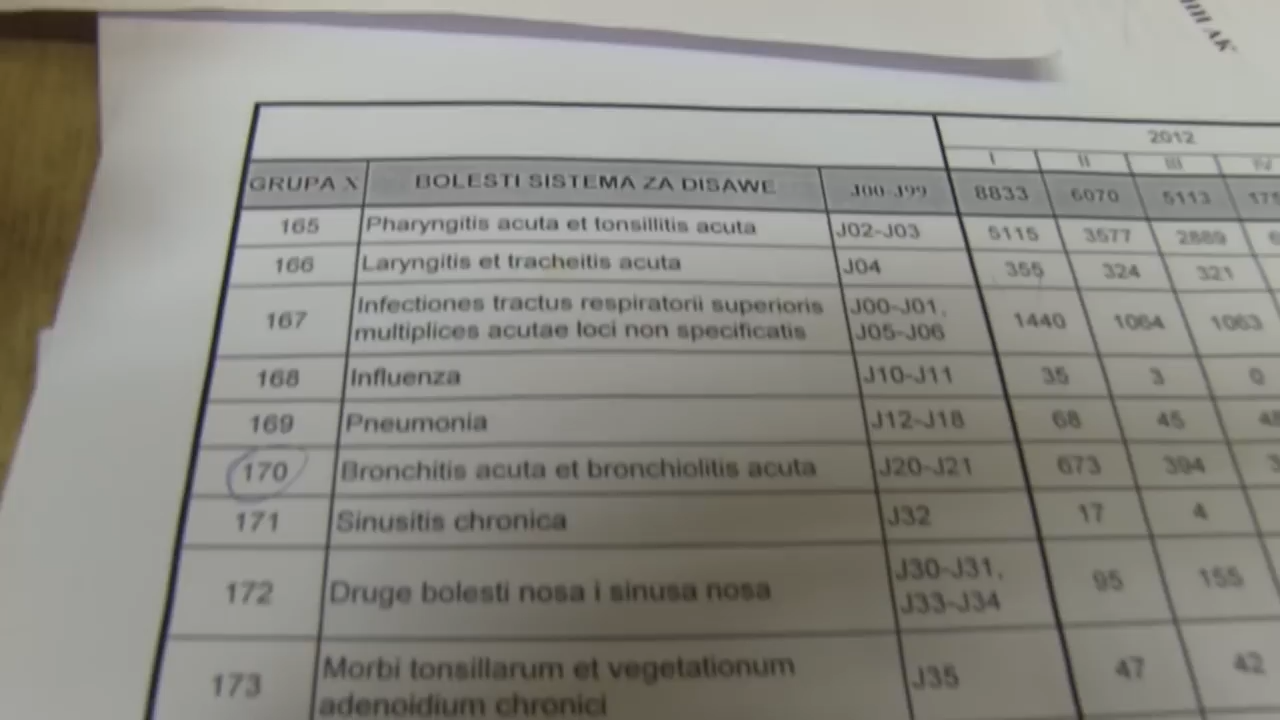 2012
I II III IV
GRUPA X BOLESTI SISTEMA ZA DISAWE J00-J99 8833 6070 5113
165 Pharyngitis acuta et tonsillitis acuta J02-J03 5115 3577 2889
166 Laryngitis et tracheitis acuta J04 355 324 321
167 Infectiones tractus respiratorii superioris
multiplices acutae loci non specificatis J00-J01,
J05-J06 1440 1064 1063
168 Influenza J10-J11 35 3 0
169 Pneumonia J12-J18 68 45
170 Bronchitis acuta et bronchiolitis acuta J20-J21 673 394
171 Sinusitis chronica J32 17 4
172 Druge bolesti nosa i sinusa nosa J30-J31,
J33-J34 95 155
173 Morbi tonsillarum et vegetationum
adenoidium chronici J35 47 42